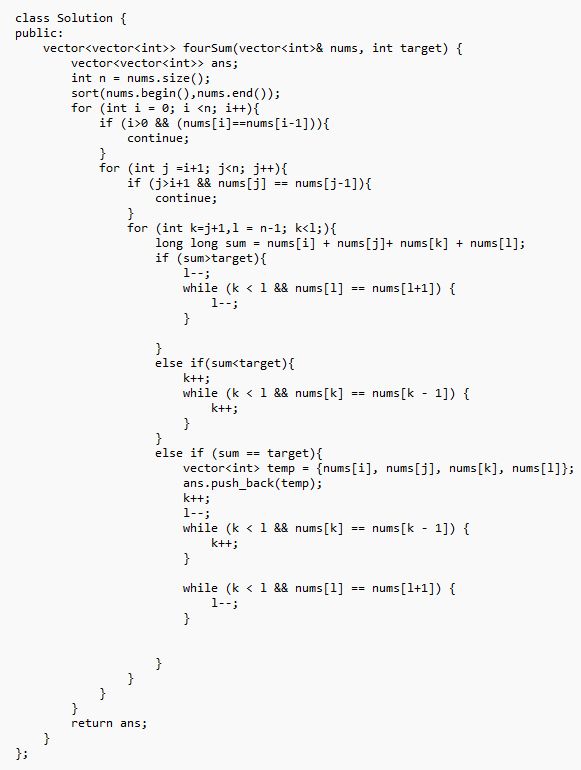 class Solution {
public:
    vector<vector<int>> fourSum(vector<int>& nums, int target) {
        vector<vector<int>> ans;
        int n = nums.size();
        sort(nums.begin(),nums.end());
        for (int i = 0; i <n; i++){
            if (i>0 && (nums[i]==nums[i-1])){
                continue;
            }
            for (int j =i+1; j<n; j++){
                if (j>i+1 && nums[j] == nums[j-1]){
                    continue;
                }
                for (int k=j+1,l = n-1; k<l;){
                    long long sum = nums[i] + nums[j]+ nums[k] + nums[l];
                    if (sum>target){
                        l--;
                        while (k < l && nums[l] == nums[l+1]) {
                            l--;
                        }

                    }
                    else if(sum<target){
                        k++;
                        while (k < l && nums[k] == nums[k - 1]) {
                            k++;
                        }
                    }
                    else if (sum == target){
                        vector<int> temp = {nums[i], nums[j], nums[k], nums[l]};
                        ans.push_back(temp);
                        k++;
                        l--;
                        while (k < l && nums[k] == nums[k - 1]) {
                            k++;
                        }

                        while (k < l && nums[l] == nums[l+1]) {
                            l--;
                        }


                    }
                }
            }
        }
        return ans;
    }
};